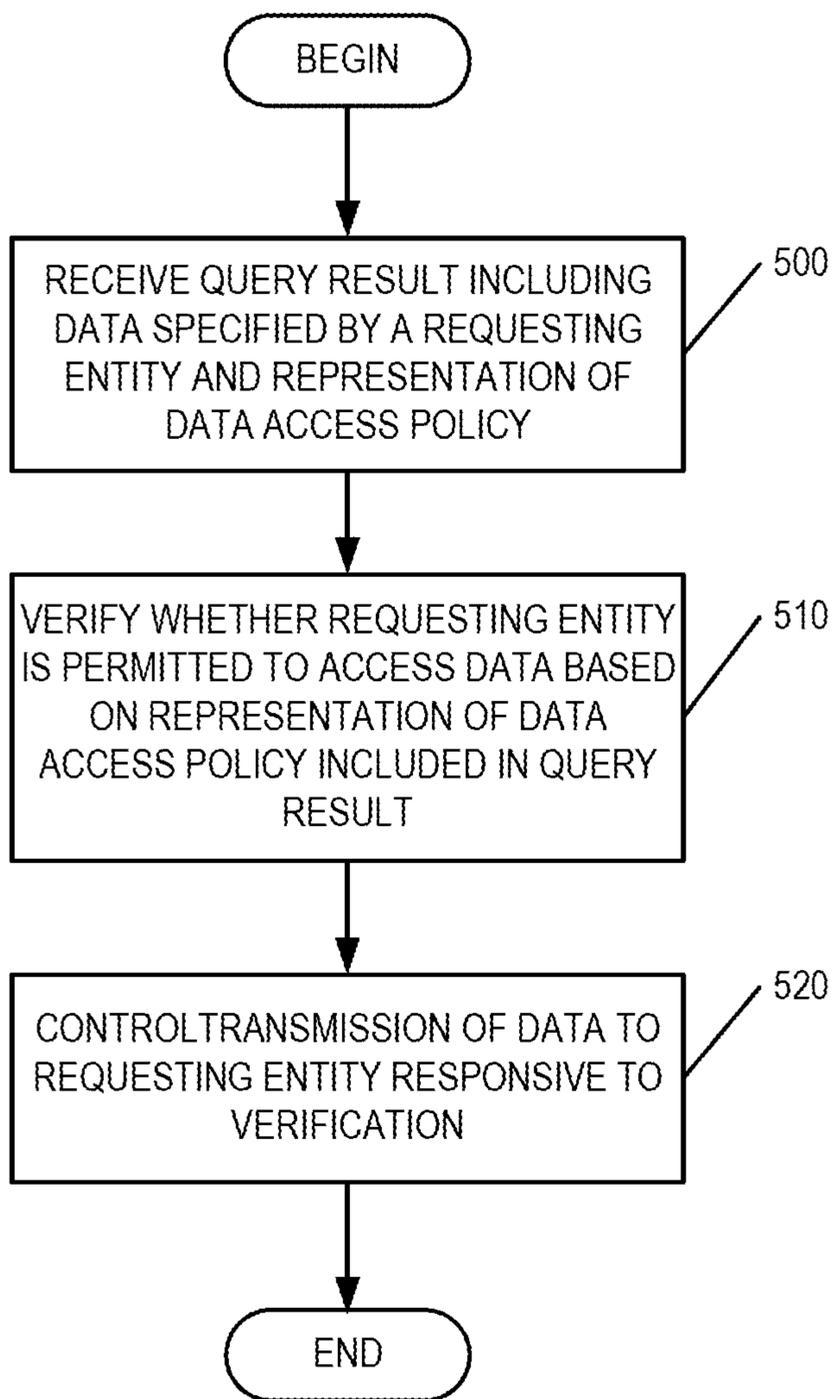 BEGIN
RECEIVE QUERY RESULT INCLUDING
DATA SPECIFIED BY A REQUESTING
ENTITY AND REPRESENTATION OF
DATA ACCESS POLICY
500
VERIFY WHETHER REQUESTING ENTITY
IS PERMITTED TO ACCESS DATA BASED
ON REPRESENTATION OF DATA
ACCESS POLICY INCLUDED IN QUERY
RESULT
510
CONTROLTRANSMISSION OF DATA TO
REQUESTING ENTITY RESPONSIVE TO
VERIFICATION
520
END